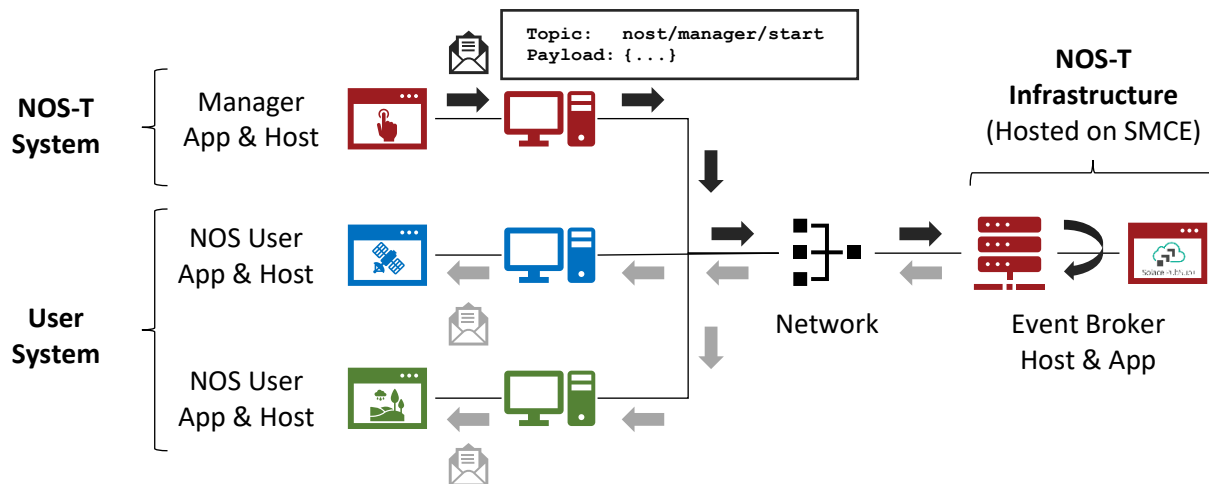 Topic: nost/manager/start
Payload: {...}
NOS-T
System
Manager
App & Host
NOS-T
Infrastructure
(Hosted on SMCE)
User
System
NOS User
App & Host
NOS User
App & Host
Network
Event Broker
Host & App